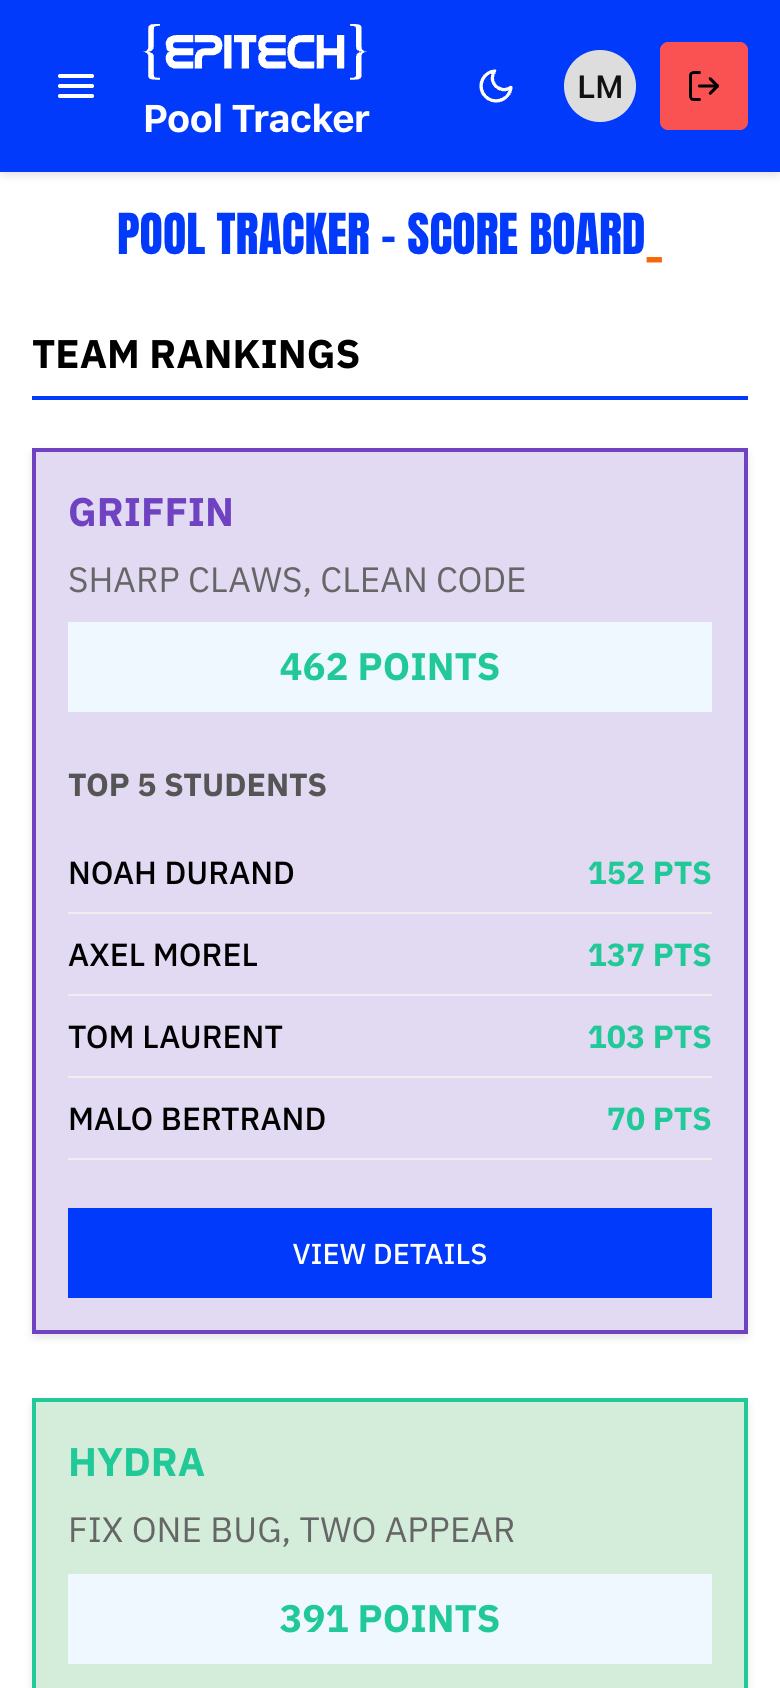 {EPITECH}
Pool Tracker
LM
POOL TRACKER - SCORE BOARD_
TEAM RANKINGS
GRIFFIN
SHARP CLAWS, CLEAN CODE
462 POINTS
TOP 5 STUDENTS
NOAH DURAND 152 PTS
AXEL MOREL 137 PTS
TOM LAURENT 103 PTS
MALO BERTRAND 70 PTS
VIEW DETAILS
HYDRA
FIX ONE BUG, TWO APPEAR
391 POINTS